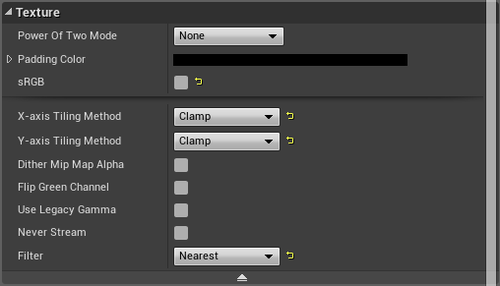 Texture
Power Of Two Mode None
Padding Color
sRGB
X-axis Tiling Method Clamp
Y-axis Tiling Method Clamp
Dither Mip Map Alpha
Flip Green Channel
Use Legacy Gamma
Never Stream
Filter Nearest